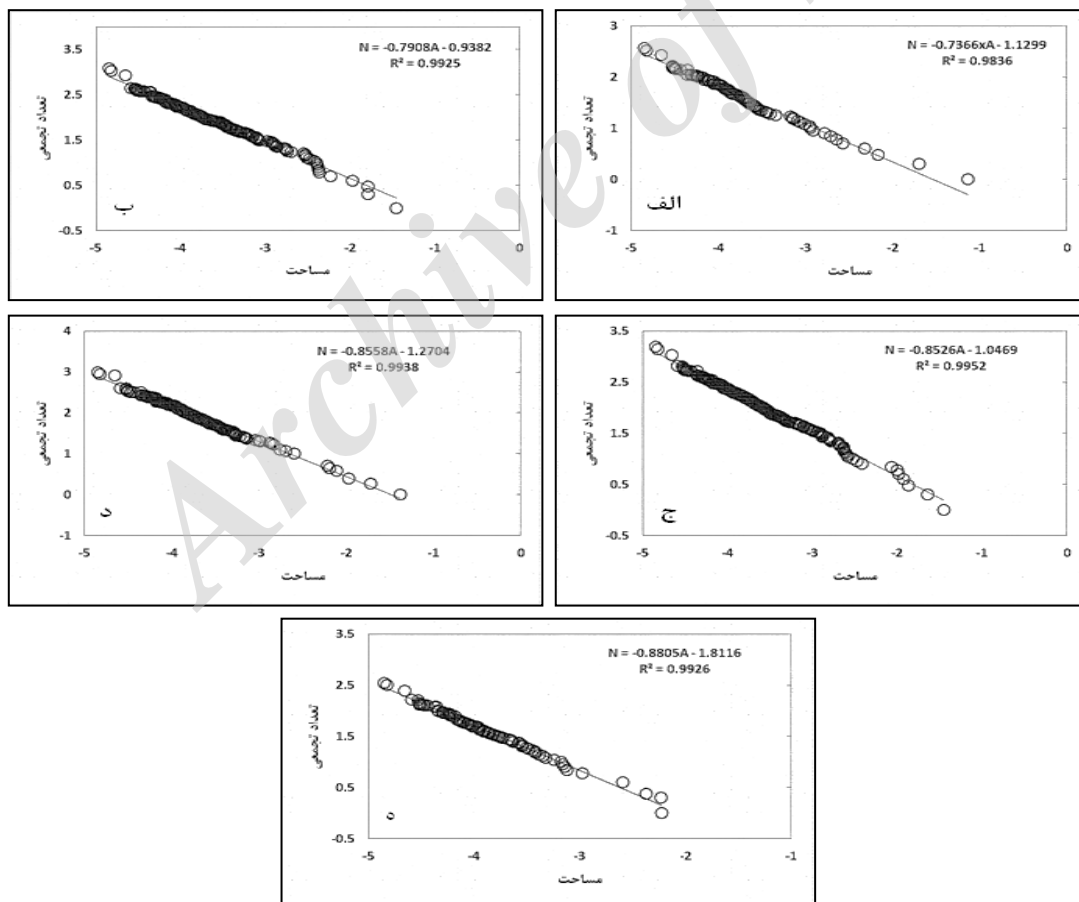 3
2
1
0
-1
-5
-4
-3
-2
-1
0
N = -0.7366xA - 1.1299
R² = 0.9836
تعداد تجمعی
مساحت
الف
3.5
2.5
1.5
0.5
-0.5
-5
-4
-3
-2
-1
0
N = -0.7908A - 0.9382
R² = 0.9925
تعداد تجمعی
مساحت
ب
3.5
2.5
1.5
0.5
-0.5
-5
-4
-3
-2
-1
0
N = -0.8526A - 1.0469
R² = 0.9952
تعداد تجمعی
مساحت
ج
4
3
2
1
0
-1
-5
-4
-3
-2
-1
0
N = -0.8558A - 1.2704
R² = 0.9938
تعداد تجمعی
مساحت
د
3.5
2.5
1.5
0.5
-0.5
-5
-4
-3
-2
-1
N = -0.8805A - 1.8116
R² = 0.9926
تعداد تجمعی
مساحت
ه
Archive of